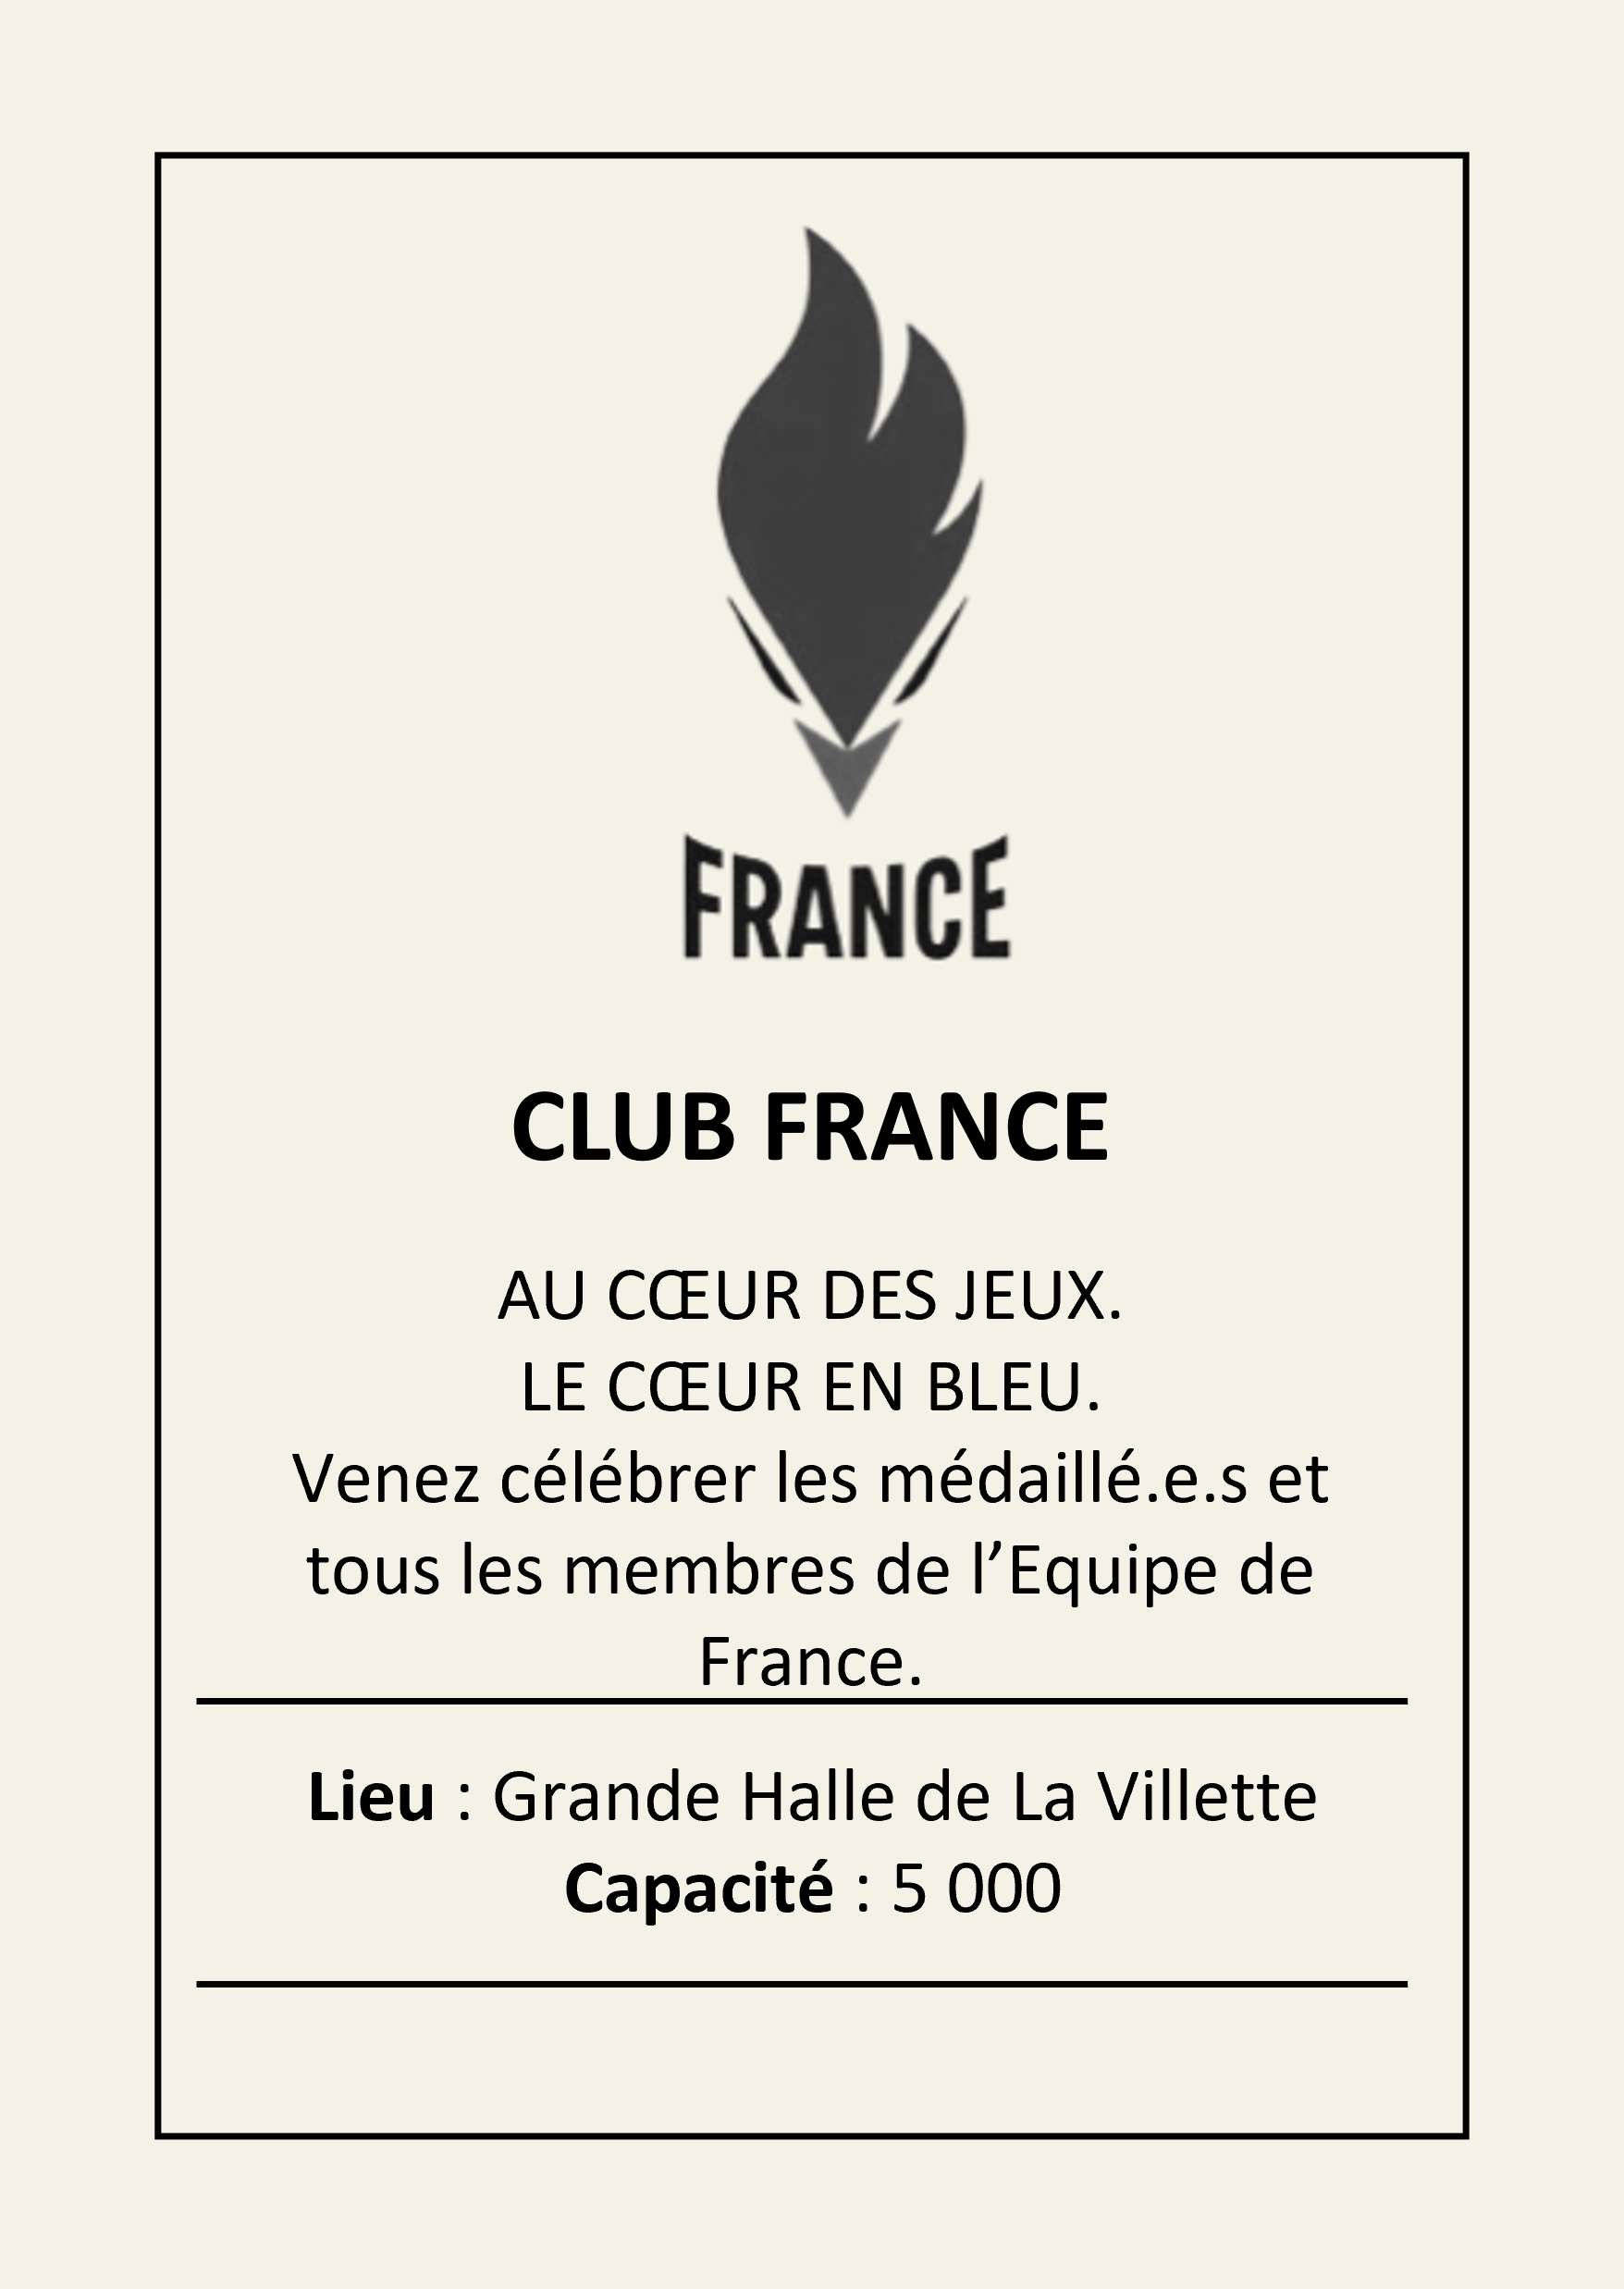 FRANCE
CLUB FRANCE
AU CŒUR DES JEUX.
LE CŒUR EN BLEU.
Venez célébrer les médaillé.e.s et
tous les membres de l’Equipe de
France.
Lieu : Grande Halle de La Villette
Capacité : 5 000